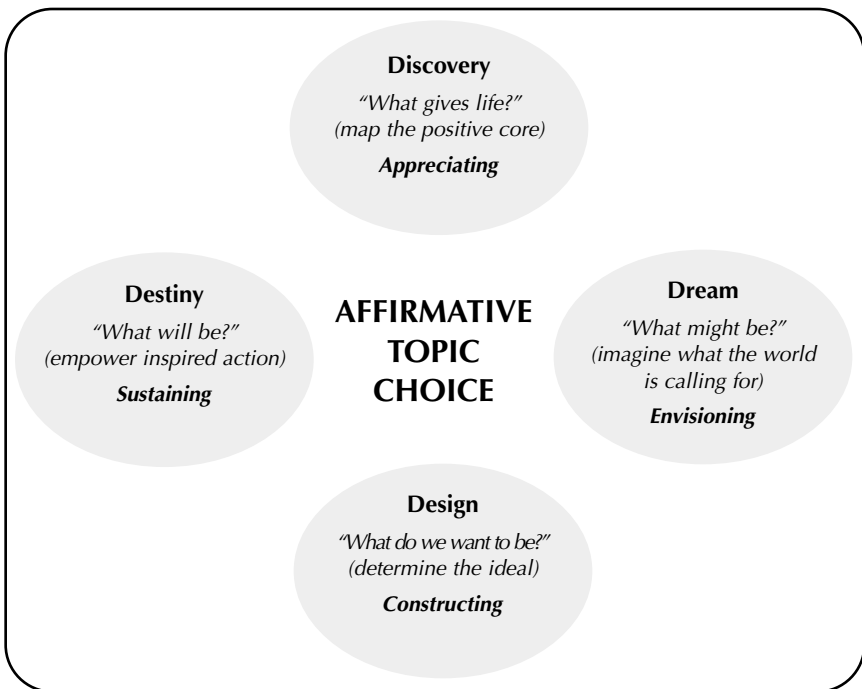 Discovery
“What gives life?”
(map the positive core)
Appreciating
Destiny
“What will be?”
(empower inspired action)
Sustaining
AFFIRMATIVE
TOPIC
CHOICE
Dream
“What might be?”
(imagine what the world
is calling for)
Envisioning
Design
“What do we want to be?”
(determine the ideal)
Constructing